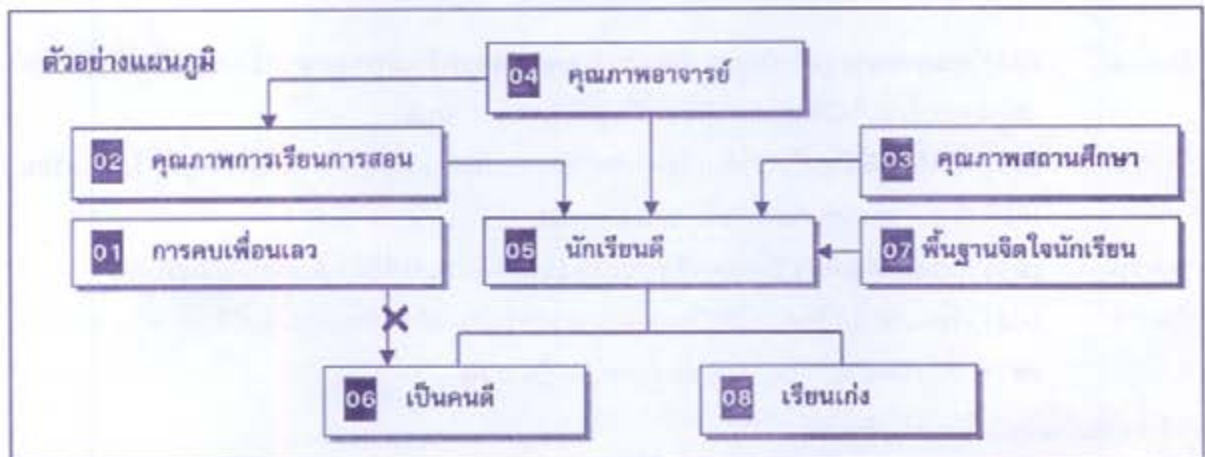 ตัวอย่างแผนภูมิ
04 คุณภาพอาจารย์
02 คุณภาพการเรียนการสอน
03 คุณภาพสถานศึกษา
01 การคบเพื่อนเลว
05 นักเรียนดี
07 พื้นฐานจิตใจนักเรียน
06 เป็นคนดี
08 เรียนเก่ง